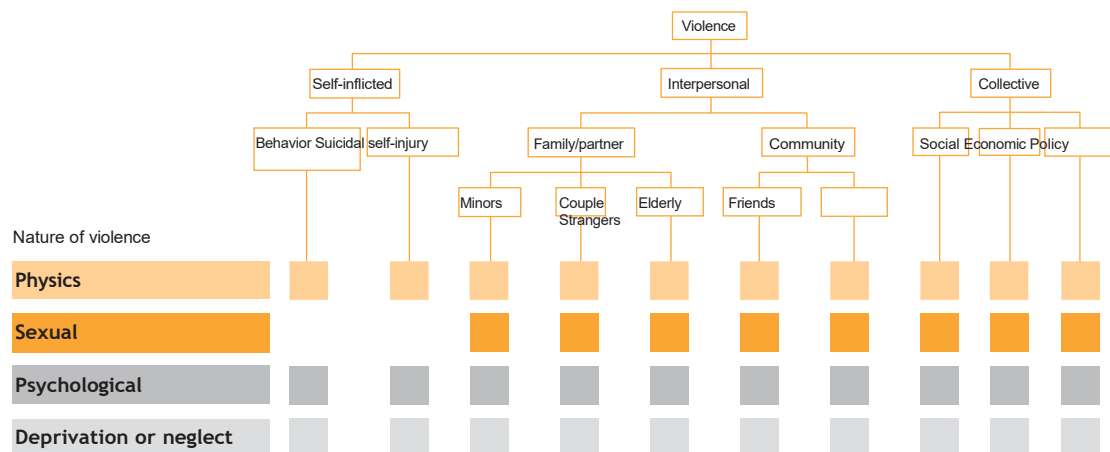 Violence
Self-inflicted
Interpersonal
Collective
Behavior Suicidal self-injury
Family/partner
Community
Social Economic Policy
Minors
Couple
Strangers
Elderly
Friends
Nature of violence
Physics
Sexual
Psychological
Deprivation or neglect